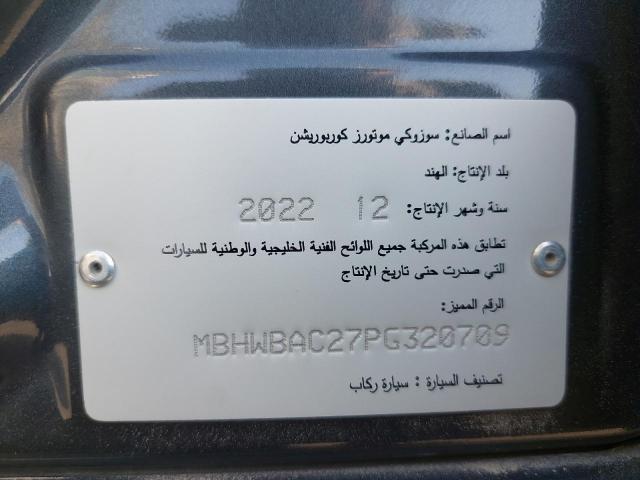 اسم الصانع: سوزوكي موتورز كوربوريشن
بلد الإنتاج: الهند
سنة وشهر الإنتاج: 12 2022
تطابق هذه المركبة جميع اللوائح الفنية الخليجية والوطنية للسيارات
التي صدرت حتى تاريخ الإنتاج
الرقم المميز:
MBHWBAC27PG320709
تصنيف السيارة : سيارة ركاب